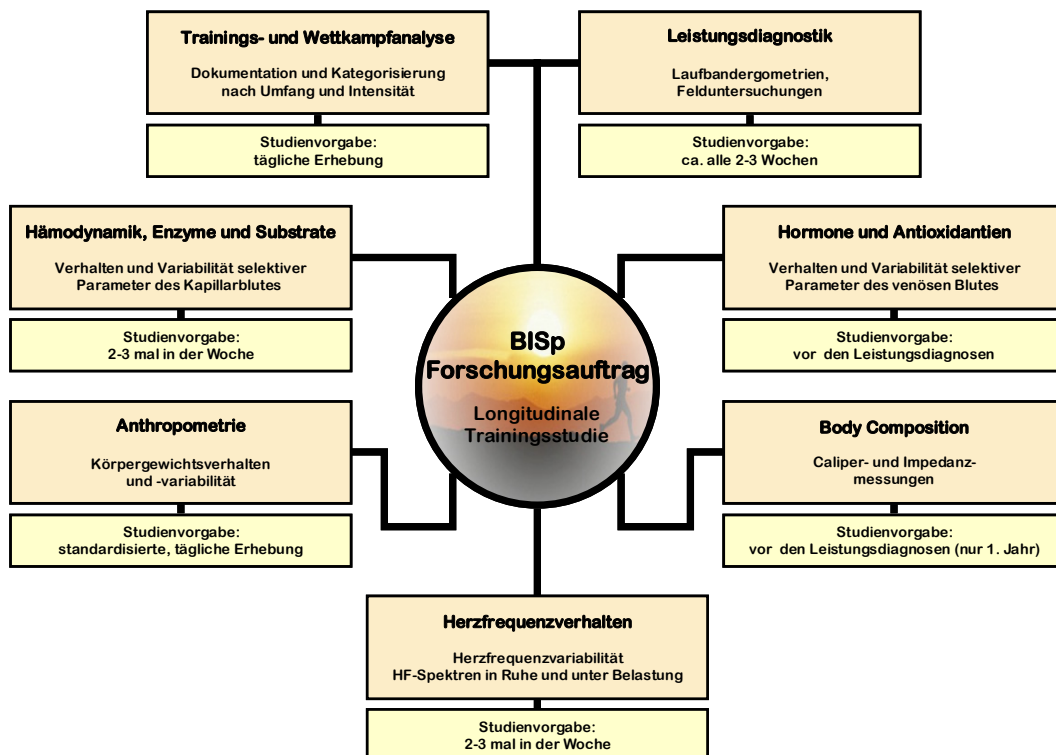 Trainings- und Wettkampfanalyse
Dokumentation und Kategorisierung
nach Umfang und Intensität
Studienvorgabe:
tägliche Erhebung
Leistungsdiagnostik
Laufbandergometrien,
Felduntersuchungen
Studienvorgabe:
ca. alle 2-3 Wochen
Hämodynamik, Enzyme und Substrate
Verhalten und Variabilität selektiver
Parameter des Kapillarblutes
Studienvorgabe:
2-3 mal in der Woche
Hormone und Antioxidantien
Verhalten und Variabilität selektiver
Parameter des venösen Blutes
Studienvorgabe:
vor den Leistungsdiagnosen
BISp
Forschungsauftrag
Longitudinale
Trainingsstudie
Anthropometrie
Körpergewichtsverhalten
und -variabilität
Studienvorgabe:
standardisierte, tägliche Erhebung
Body Composition
Caliper- und Impedanz-
messungen
Studienvorgabe:
vor den Leistungsdiagnosen (nur 1. Jahr)
Herzfrequenzverhalten
Herzfrequenzvariabilität
HF-Spektren in Ruhe und unter Belastung
Studienvorgabe:
2-3 mal in der Woche